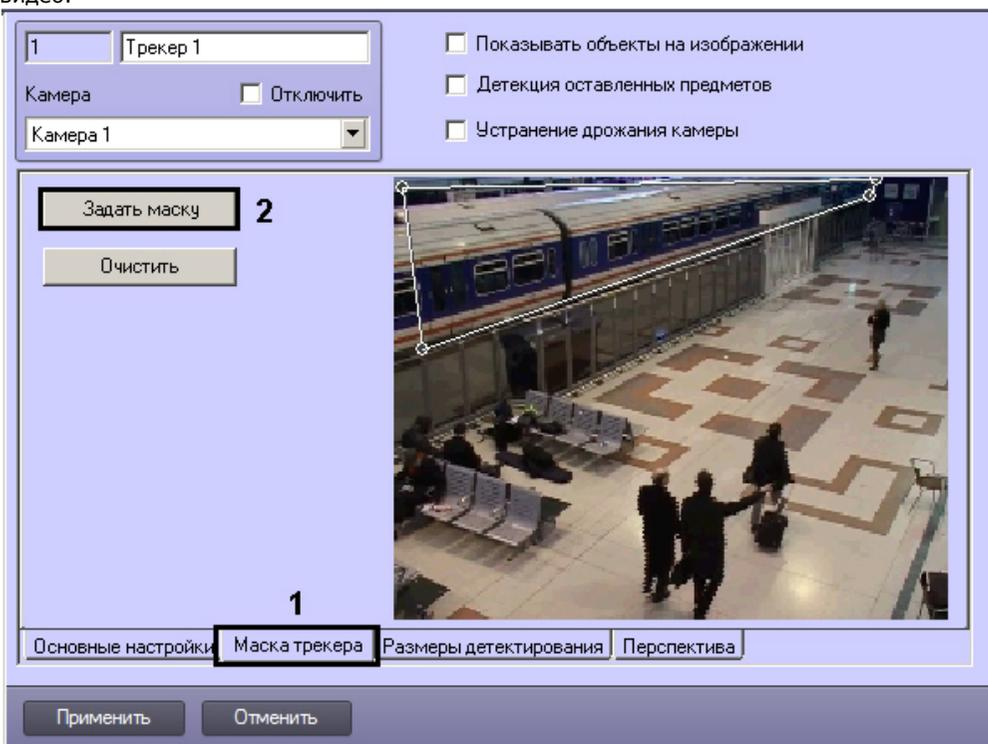 видео.
1 Трекер 1
Показывать объекты на изображении
Камера Отключить
Детекция оставленных предметов
Камера 1
Устранение дрожания камеры
Задать маску 2
Очистить
1
Основные настройки Маска трекера Размеры детектирования Перспектива
Применить Отменить